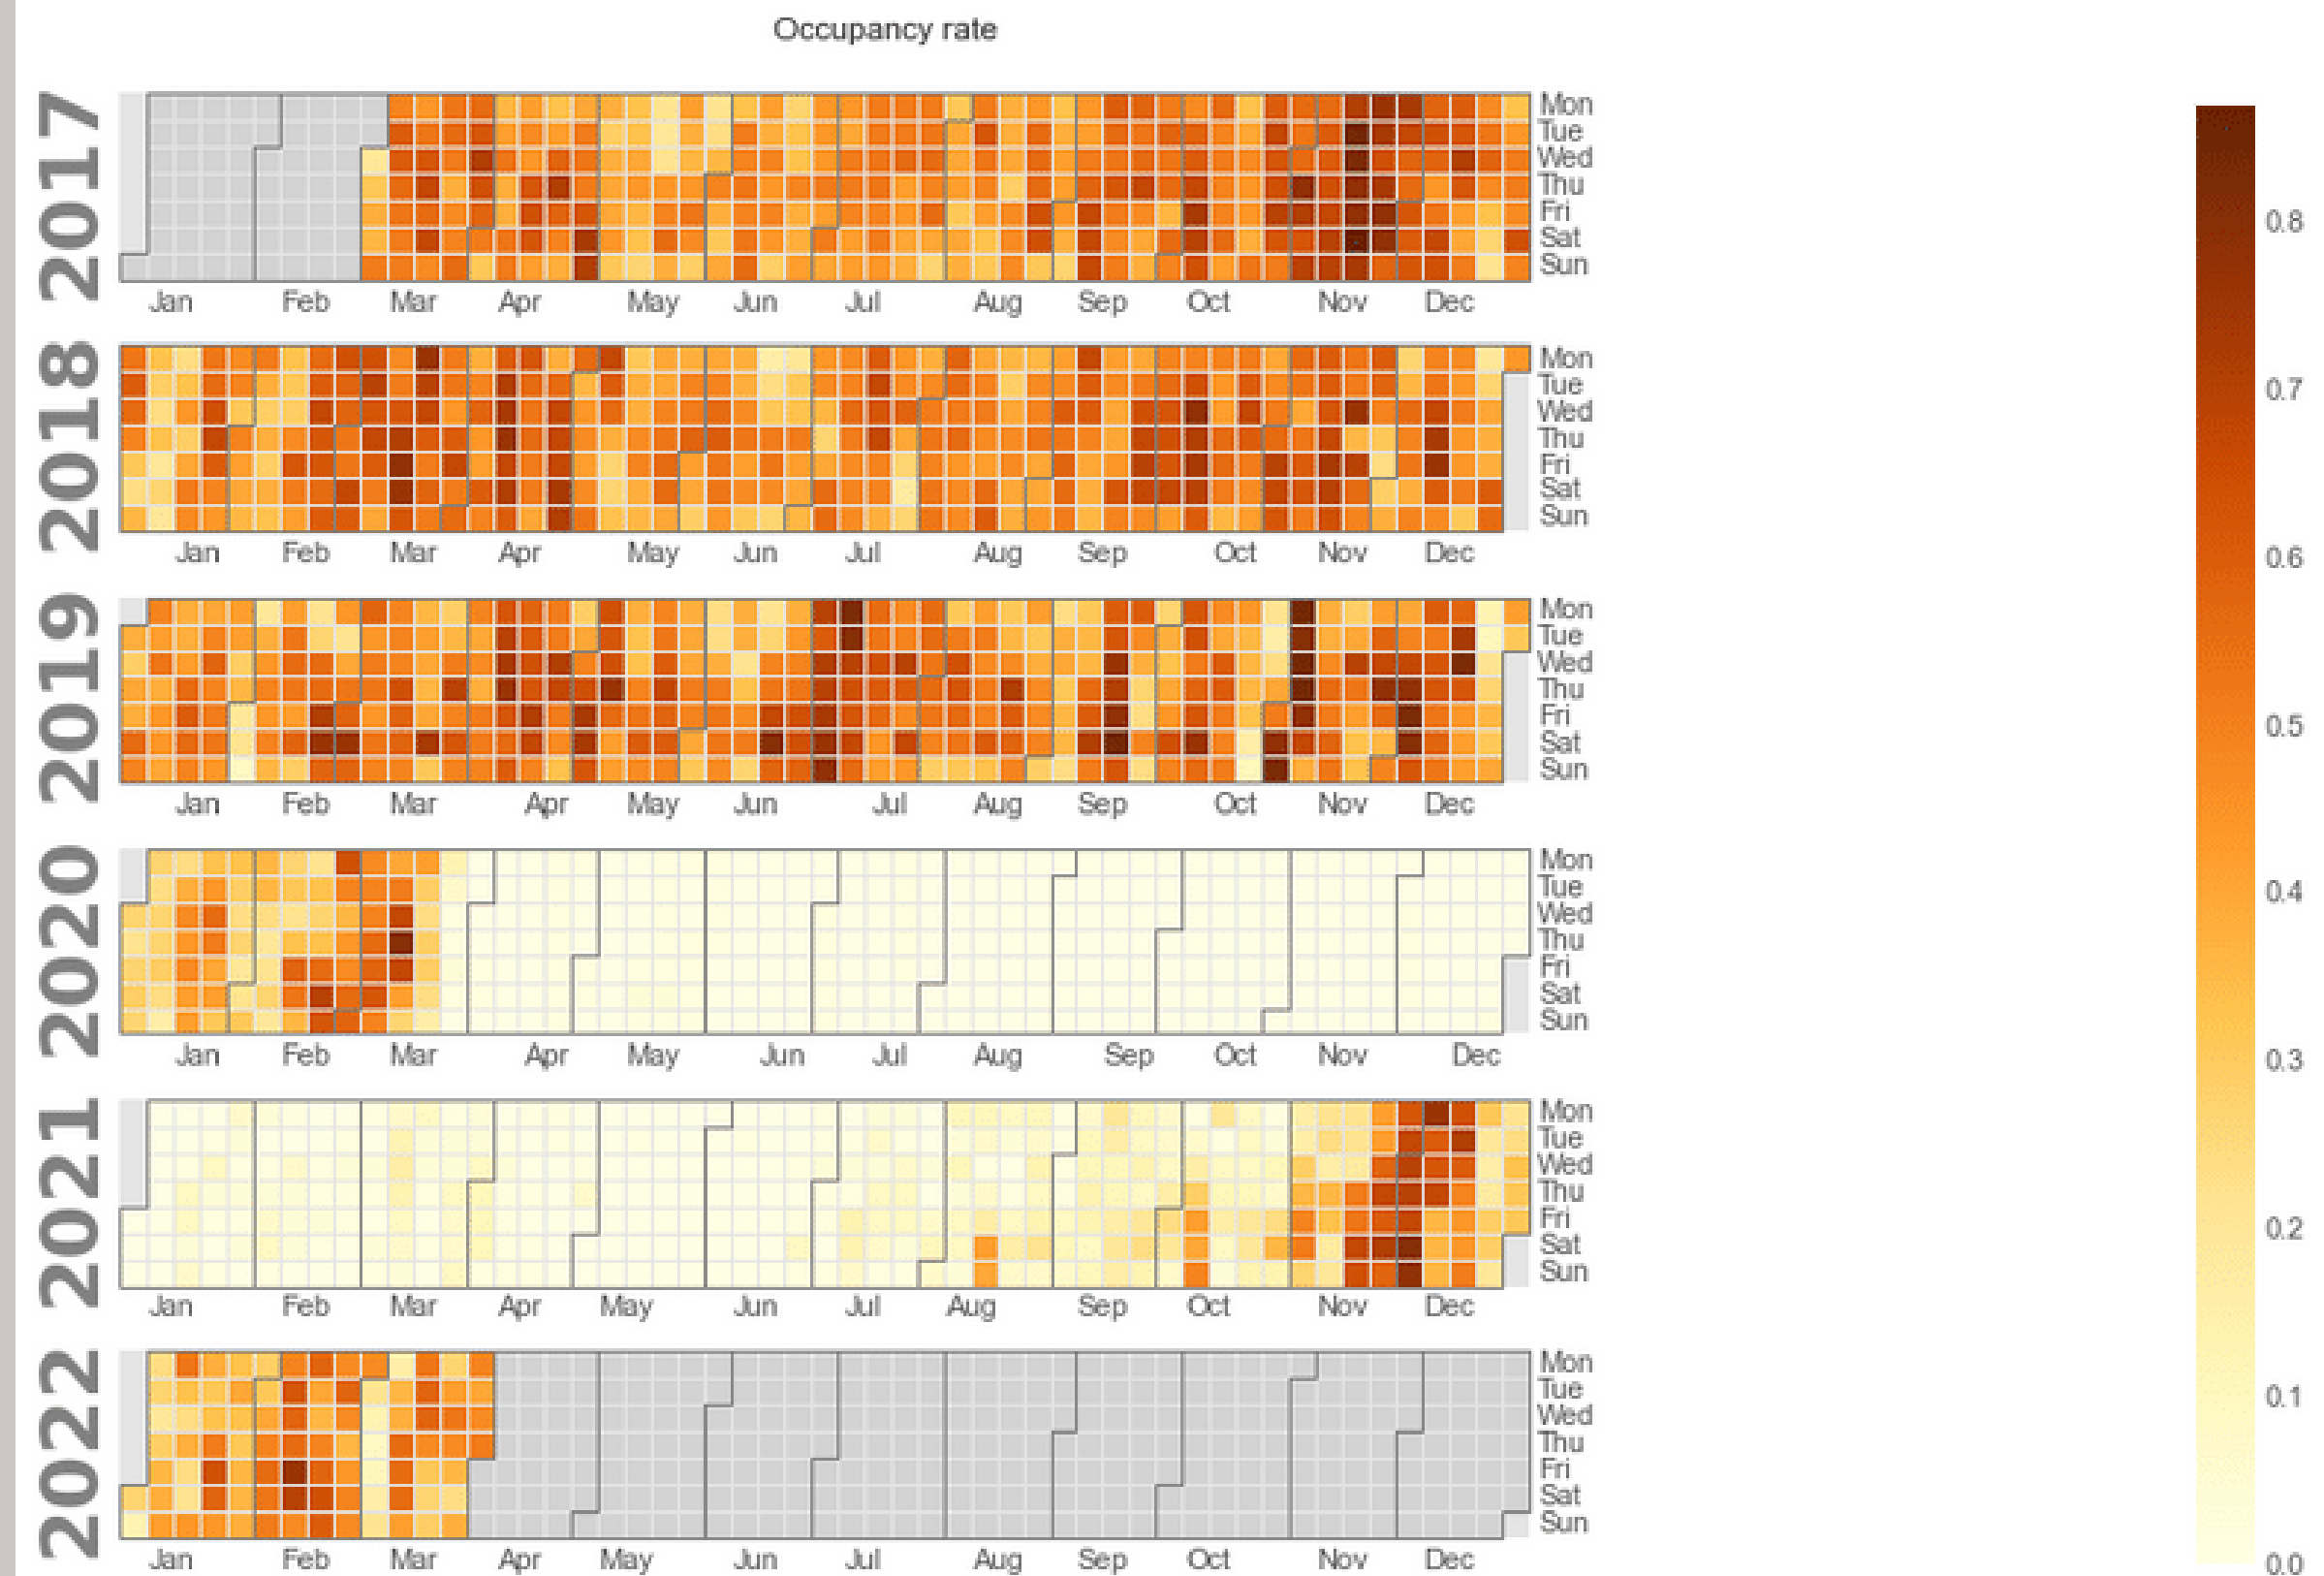 Occupancy rate
2017
Mon
Tue
Wed
Thu
Fri
Sat
Sun
Jan Feb Mar Apr May Jun Jul Aug Sep Oct Nov Dec
2018
Mon
Tue
Wed
Thu
Fri
Sat
Sun
Jan Feb Mar Apr May Jun Jul Aug Sep Oct Nov Dec
2019
Mon
Tue
Wed
Thu
Fri
Sat
Sun
Jan Feb Mar Apr May Jun Jul Aug Sep Oct Nov Dec
2020
Mon
Tue
Wed
Thu
Fri
Sat
Sun
Jan Feb Mar Apr May Jun Jul Aug Sep Oct Nov Dec
2021
Mon
Tue
Wed
Thu
Fri
Sat
Sun
Jan Feb Mar Apr May Jun Jul Aug Sep Oct Nov Dec
2022
Mon
Tue
Wed
Thu
Fri
Sat
Sun
Jan Feb Mar Apr May Jun Jul Aug Sep Oct Nov Dec
0.8
0.7
0.6
0.5
0.4
0.3
0.2
0.1
0.0